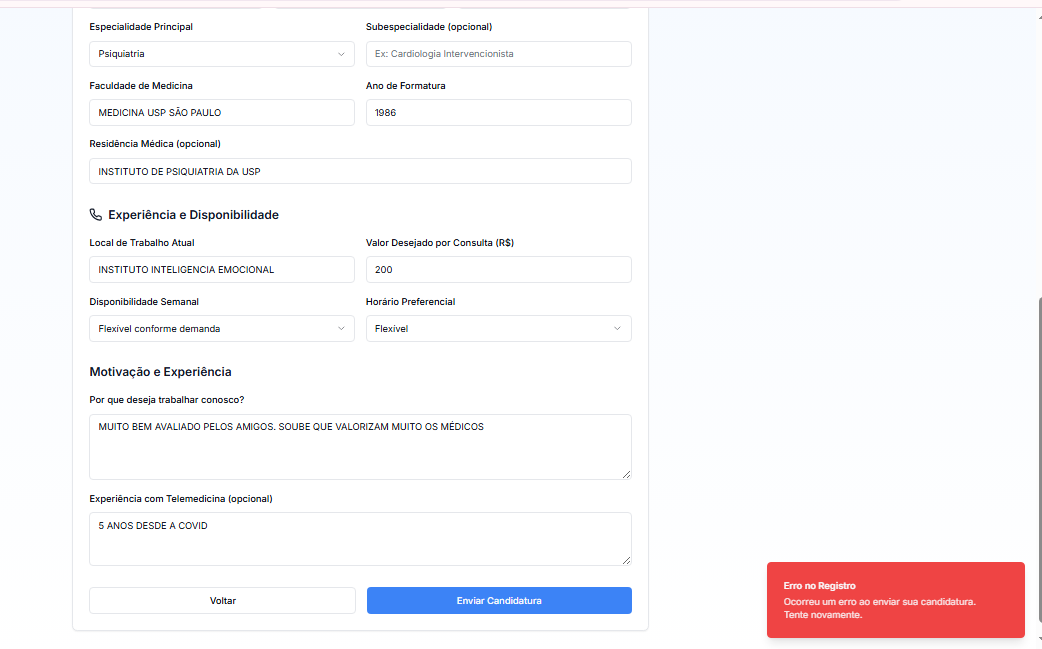 Especialidade Principal
Subespecialidade (opcional)
Psiquiatria
Ex: Cardiologia Intervencionista
Faculdade de Medicina
Ano de Formatura
MEDICINA USP SÃO PAULO
1986
Residência Médica (opcional)
INSTITUTO DE PSIQUIATRIA DA USP
Experiência e Disponibilidade
Local de Trabalho Atual
Valor Desejado por Consulta (R$)
INSTITUTO INTELIGENCIA EMOCIONAL
200
Disponibilidade Semanal
Horário Preferencial
Flexível conforme demanda
Flexível
Motivação e Experiência
Por que deseja trabalhar conosco?
MUITO BEM AVALIADO PELOS AMIGOS. SOUBE QUE VALORIZAM MUITO OS MÉDICOS
Experiência com Telemedicina (opcional)
5 ANOS DESDE A COVID
Voltar
Enviar Candidatura
Erro no Registro
Ocorreu um erro ao enviar sua candidatura.
Tente novamente.